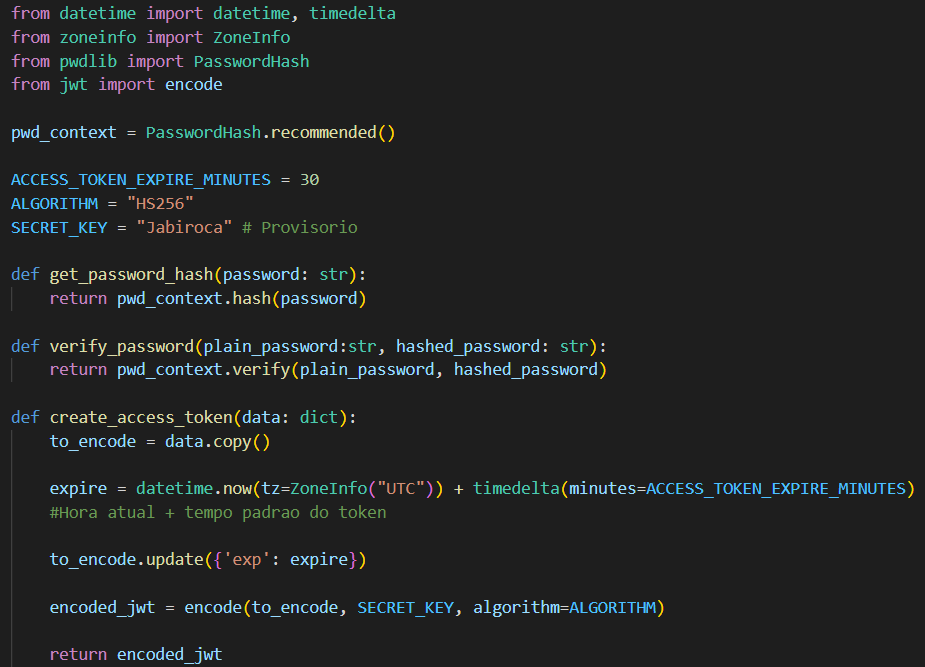 from datetime import datetime, timedelta
from zoneinfo import ZoneInfo
from pwdlib import PasswordHash
from jwt import encode

pwd_context = PasswordHash.recommended()

ACCESS_TOKEN_EXPIRE_MINUTES = 30
ALGORITHM = "HS256"
SECRET_KEY = "Jabiroca" # Provisorio

def get_password_hash(password: str):
    return pwd_context.hash(password)

def verify_password(plain_password:str, hashed_password: str):
    return pwd_context.verify(plain_password, hashed_password)

def create_access_token(data: dict):
    to_encode = data.copy()

    expire = datetime.now(tz=ZoneInfo("UTC")) + timedelta(minutes=ACCESS_TOKEN_EXPIRE_MINUTES)
    #Hora atual + tempo padrao do token

    to_encode.update({'exp': expire})

    encoded_jwt = encode(to_encode, SECRET_KEY, algorithm=ALGORITHM)

    return encoded_jwt